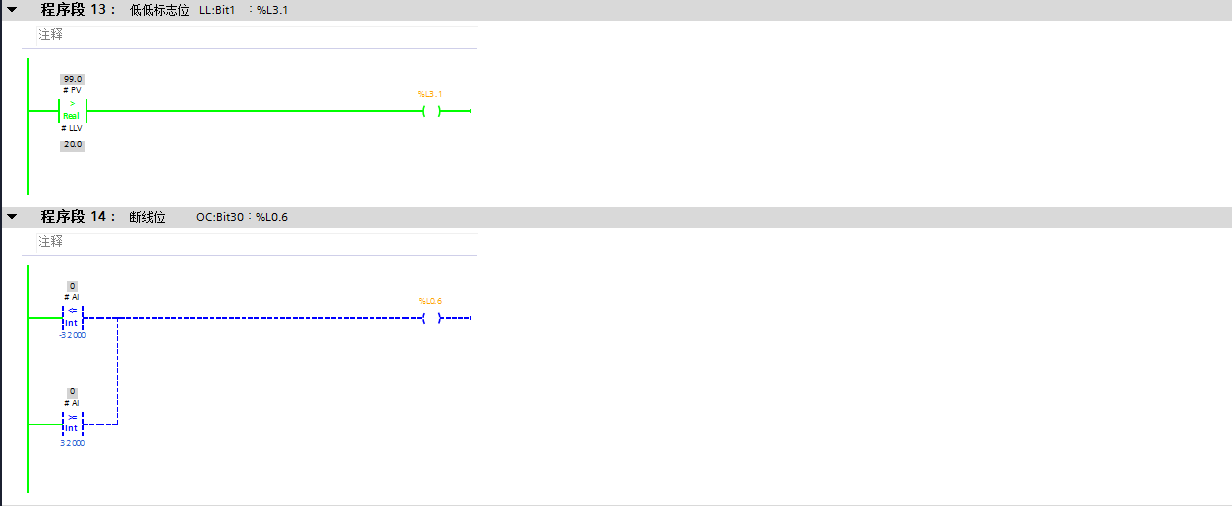 程序段 13： 低低标志位 LL:Bit1 ：%L3.1
注释
99.0
# PV
>
Real
# LLV
20.0
%L3.1
程序段 14： 断线位 OC:Bit30：%L0.6
注释
0
# AI
<=
Int
-32000
%L0.6
0
# AI
>=
Int
32000